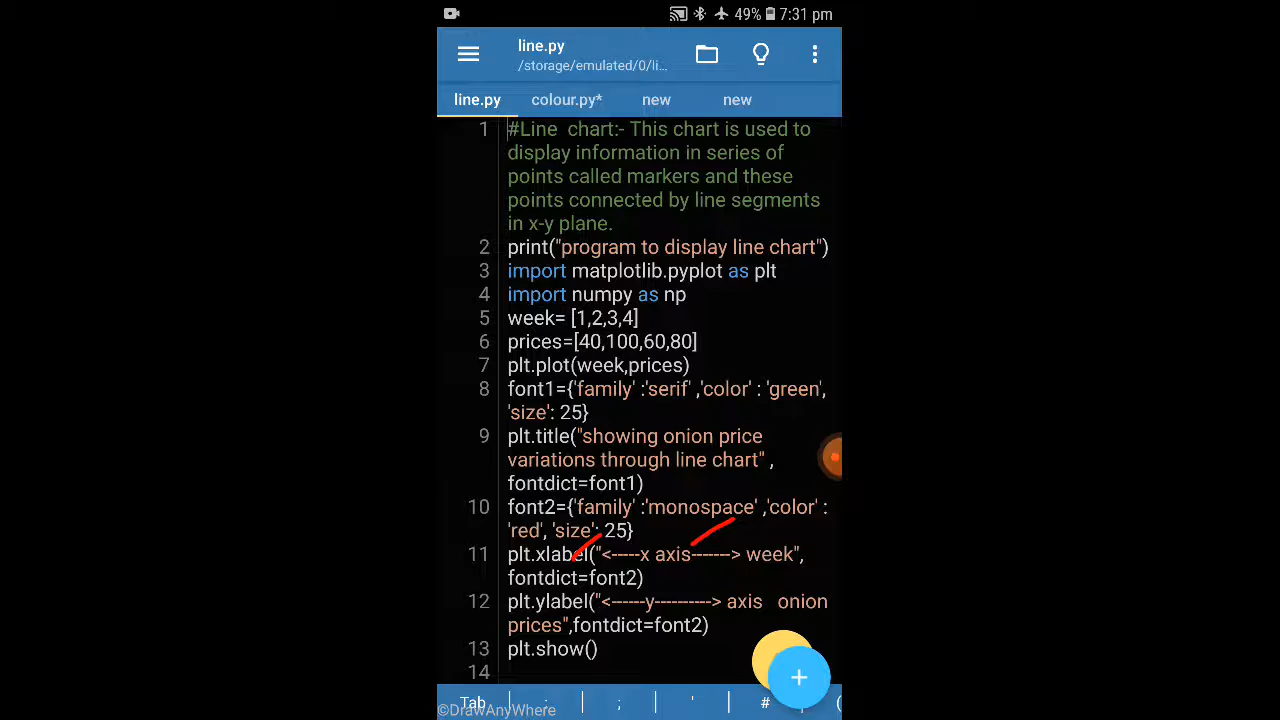 49% 7:31 pm
line.py
/storage/emulated/0/li...
line.py colour.py* new new
1 #Line  chart:- This chart is used to
display information in series of
points called markers and these
points connected by line segments
in x-y plane.
2 print("program to display line chart")
3 import matplotlib.pyplot as plt
4 import numpy as np
5 week= [1,2,3,4]
6 prices=[40,100,60,80]
7 plt.plot(week,prices)
8 font1={'family' :'serif' ,'color' : 'green',
'size': 25}
9 plt.title("showing onion price
variations through line chart" ,
fontdict=font1)
10 font2={'family' :'monospace' ,'color' :
'red', 'size': 25}
11 plt.xlabel("<-----x axis-------> week",
fontdict=font2)
12 plt.ylabel("<------y----------> axis   onion
prices",fontdict=font2)
13 plt.show()
14
+
Tab : ; ' # (
©DrawAnyWhere